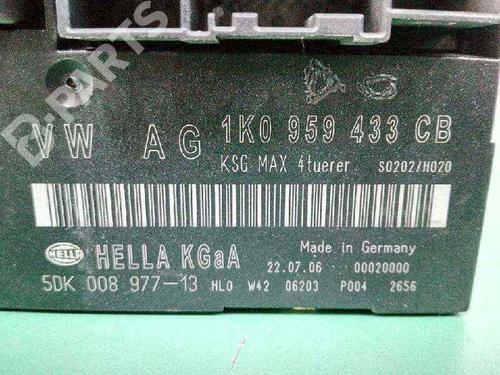 B-PARTS
VW AG 1K0 959 433 CB
KSG MAX 4tuerer S0202/H020
HELLA HELLA KGaA Made in Germany
22.07.06 00020000
5DK 008 977-13 HLO W42 06203 P004 2656